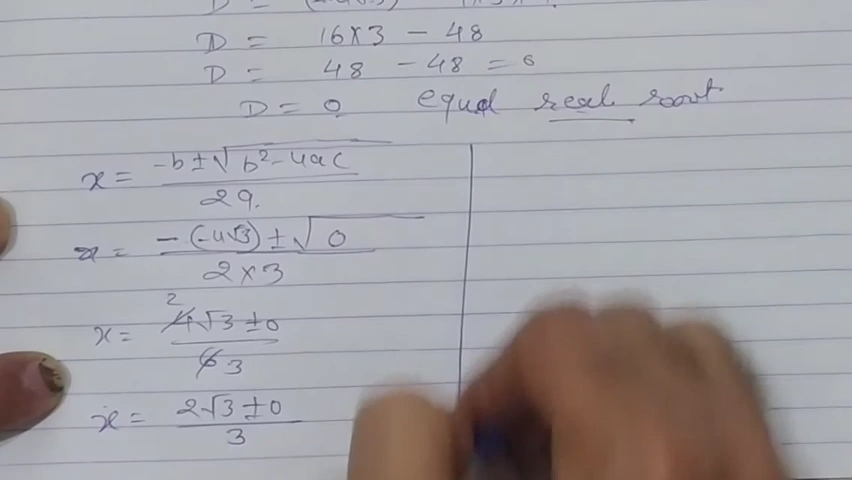 D = 16×3 - 48
D = 48 - 48 = 0
D = 0 equal real root
x = -b±√b²-4ac
2a.
x = -(-4√3)±√0
2×3
2
x = 4√3±0
6 3
x = 2√3±0
3